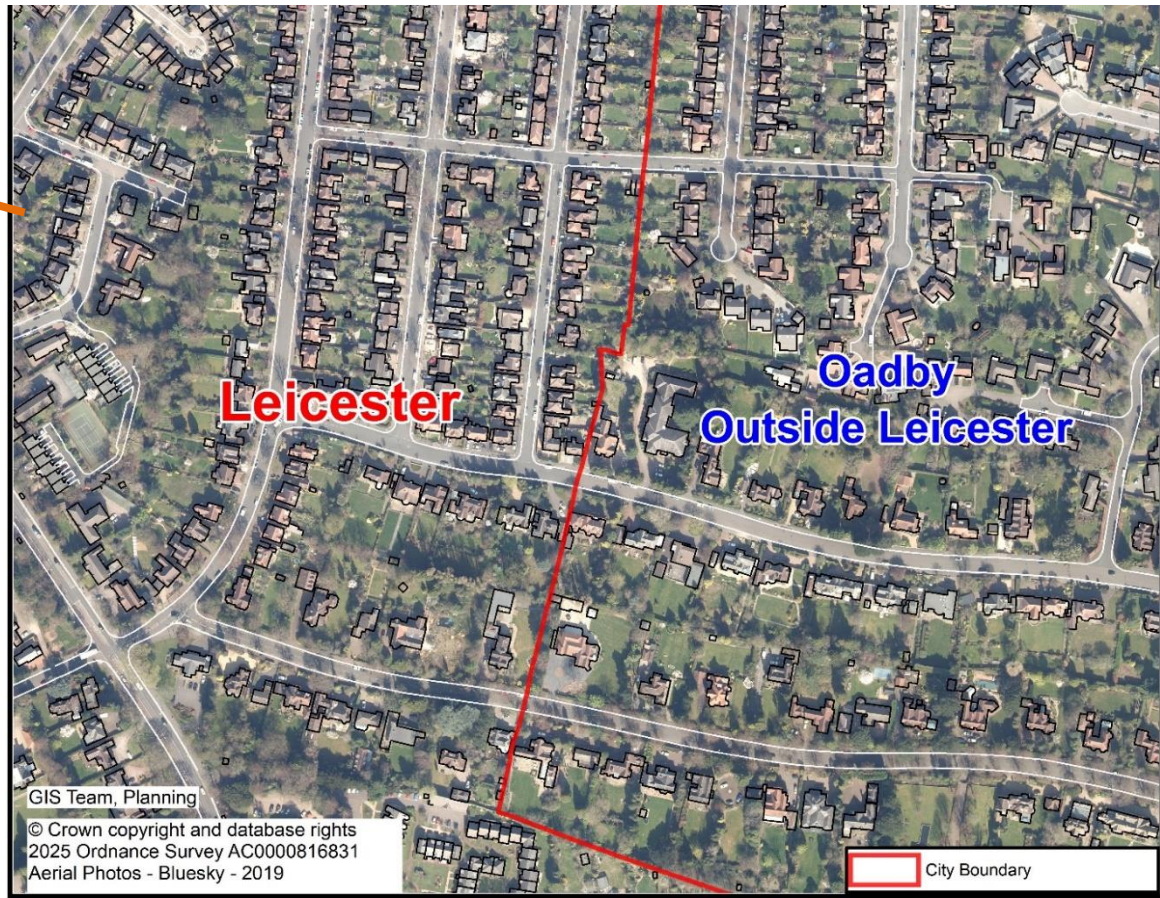 Leicester
Oadby
Outside Leicester
GIS Team, Planning
© Crown copyright and database rights
2025 Ordnance Survey AC0000816831
Aerial Photos - Bluesky - 2019
City Boundary